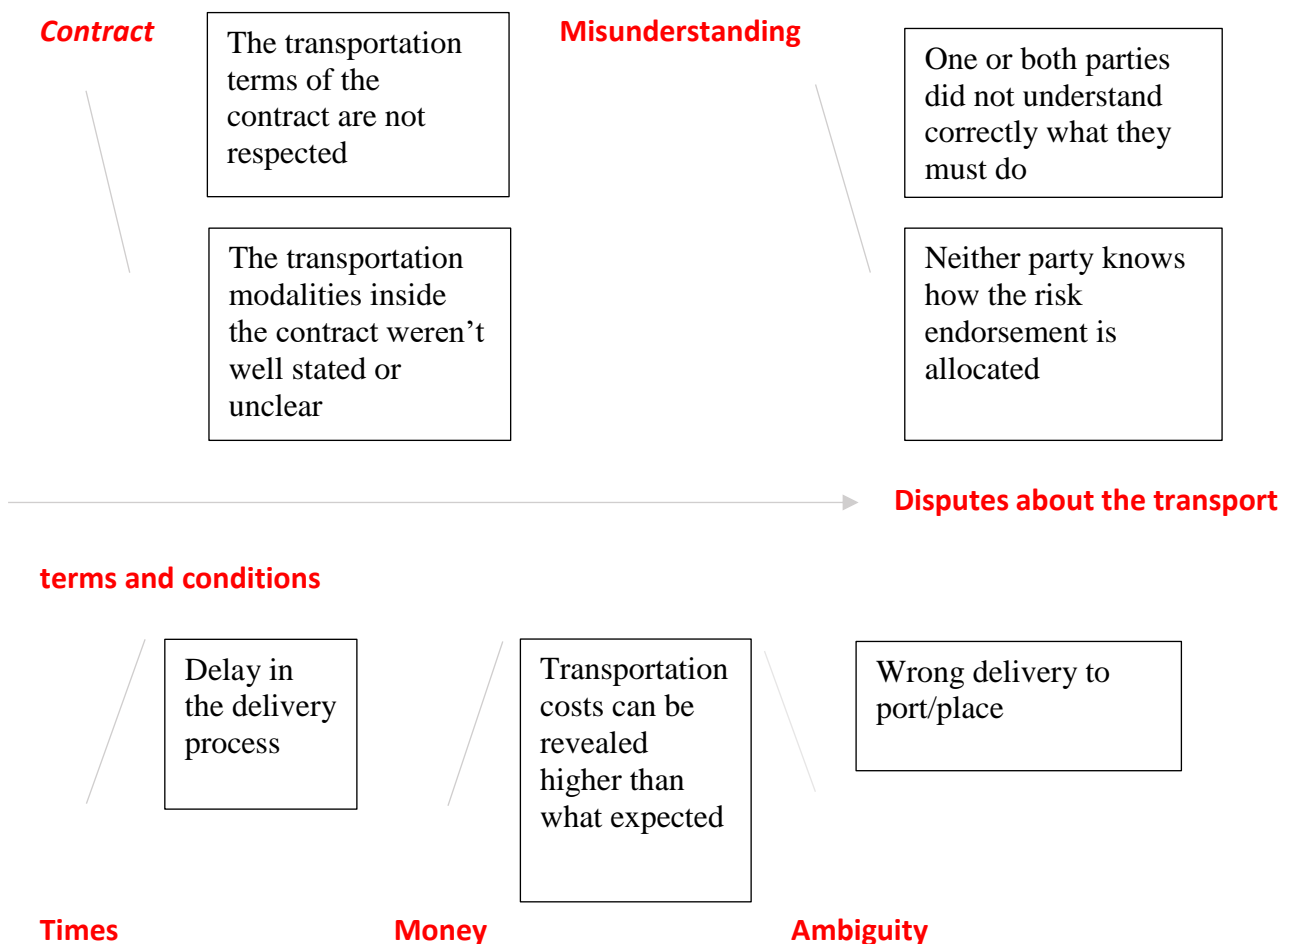 Contract
The transportation
terms of the
contract are not
respected
Misunderstanding
One or both parties
did not understand
correctly what they
must do
The transportation
modalities inside
the contract weren’t
well stated or
unclear
Neither party knows
how the risk
endorsement is
allocated
Disputes about the transport
terms and conditions
Delay in
the delivery
process
Transportation
costs can be
revealed
higher than
what expected
Wrong delivery to
port/place
Times
Money
Ambiguity